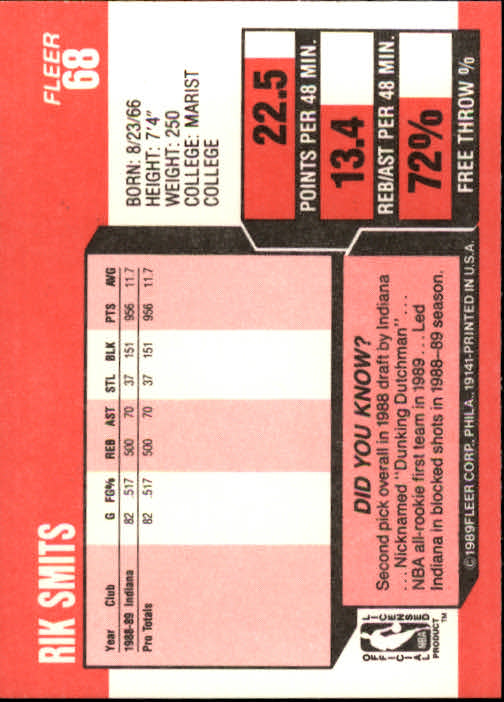 RIK SMITS
FLEER
68
BORN: 8/23/66
HEIGHT: 7'4"
WEIGHT: 250
COLLEGE: MARIST
COLLEGE
22.5
POINTS PER 48 MIN.
13.4
REB/AST PER 48 MIN.
72%
FREE THROW %
Year Club G FG% REB AST STL BLK PTS AVG
1988-89 Indiana 82 .517 500 70 37 151 956 11.7
Pro Totals 82 .517 500 70 37 151 956 11.7
DID YOU KNOW?
Second pick overall in 1988 draft by Indiana
. . . Nicknamed "Dunking Dutchman" . . .
NBA all-rookie first team in 1989 . . . Led
Indiana in blocked shots in 1988-89 season.
OFFICIAL
NBA
LICENSED
PRODUCT™
©1989FLEER CORP., PHILA., 19141-PRINTED IN U.S.A.